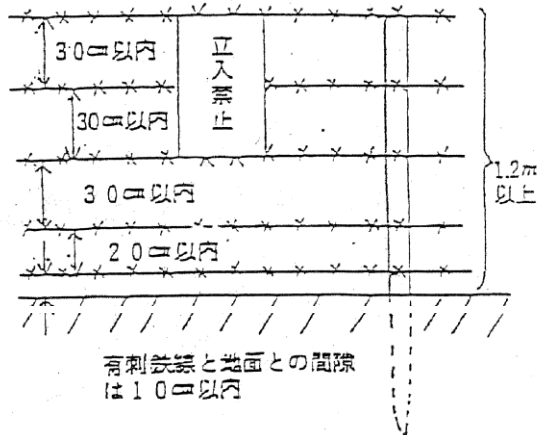 30cm以内
立入禁止
30cm以内
30cm以内
20cm以内
1.2m
以上
有刺鉄線と地面との間隙
は10cm以内